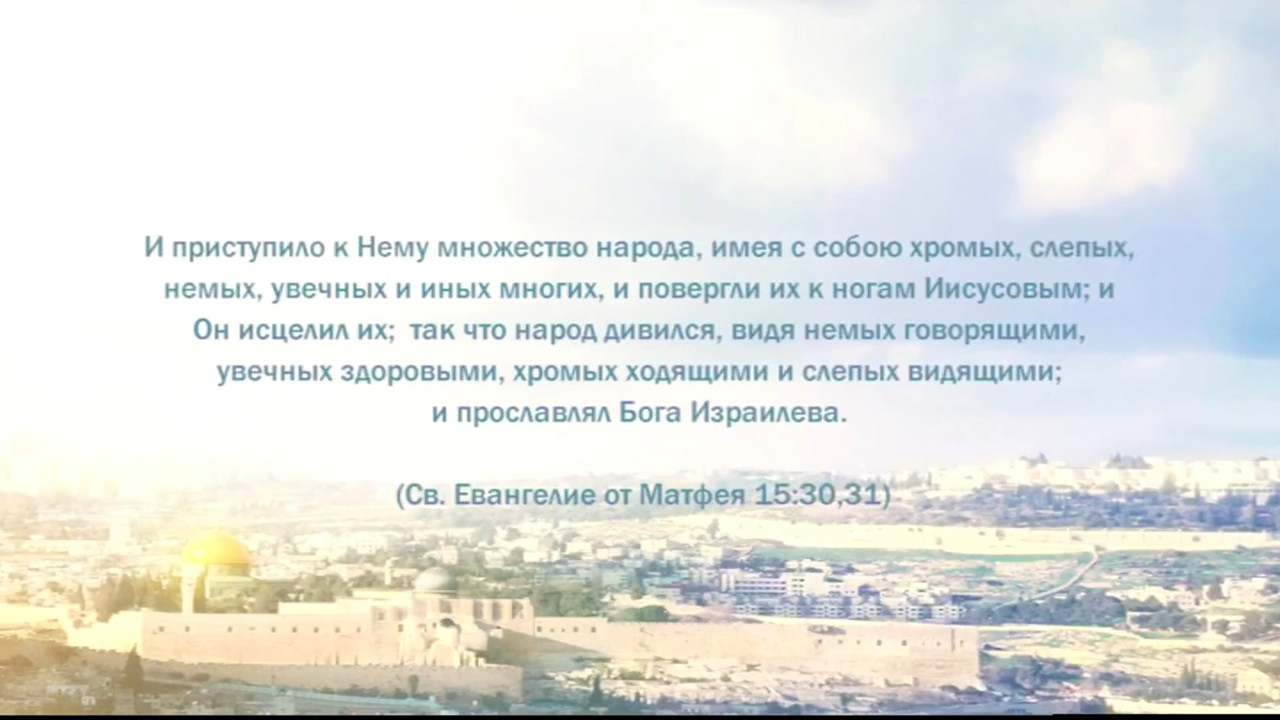 И приступило к Нему множество народа, имея с собою хромых, слепых,
немых, увечных и иных многих, и повергли их к ногам Иисусовым; и
Он исцелил их; так что народ дивился, видя немых говорящими,
увечных здоровыми, хромых ходящими и слепых видящими;
и прославлял Бога Израилева.
(Св. Евангелие от Матфея 15:30,31)